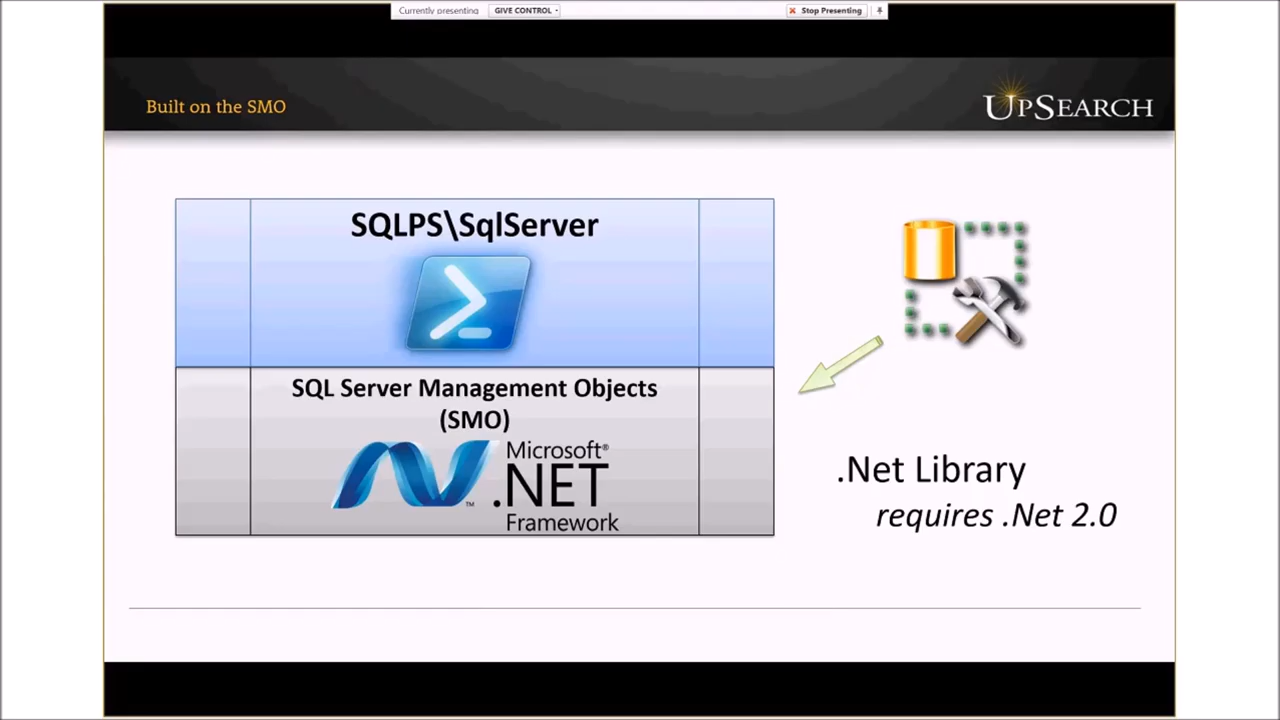 Currently presenting GIVE CONTROL Stop Presenting
Built on the SMO
UPSEARCH
SQLPS\SqlServer
SQL Server Management Objects
(SMO)
Microsoft®
.NET
™
Framework
.Net Library
requires .Net 2.0